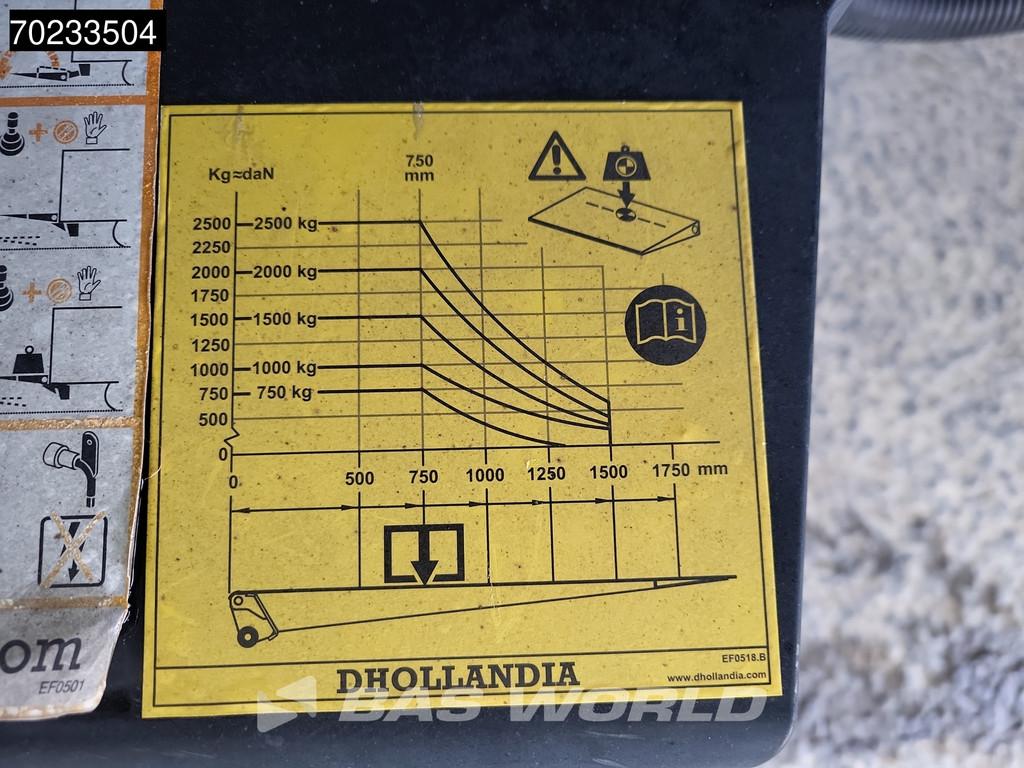 70233504
750
mm
Kg≈daN
2500 2500 kg
2250
2000 2000 kg
1750
1500 1500 kg
1250
1000 1000 kg
750 750 kg
500
0
0 500 750 1000 1250 1500 1750 mm
i
om
EF0501
EF0518.B
DHOLLANDIA
www.dhollandia.com
BAS WORLD